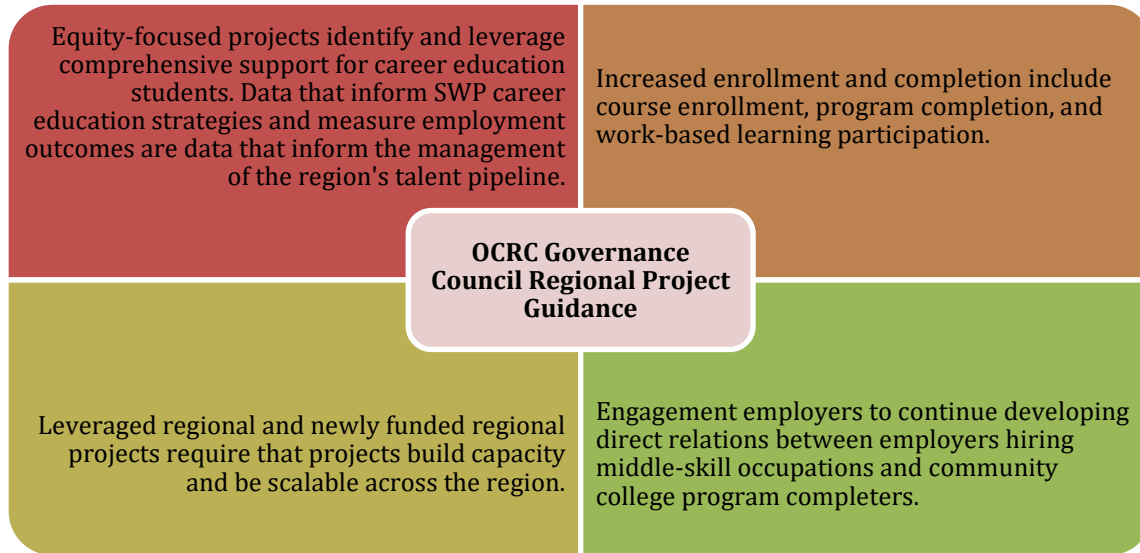 Equity-focused projects identify and leverage
comprehensive support for career education
students. Data that inform SWP career
education strategies and measure employment
outcomes are data that inform the management
of the region's talent pipeline.
Increased enrollment and completion include
course enrollment, program completion, and
work-based learning participation.
OCRC Governance
Council Regional Project
Guidance
Leveraged regional and newly funded regional
projects require that projects build capacity
and be scalable across the region.
Engagement employers to continue developing
direct relations between employers hiring
middle-skill occupations and community
college program completers.